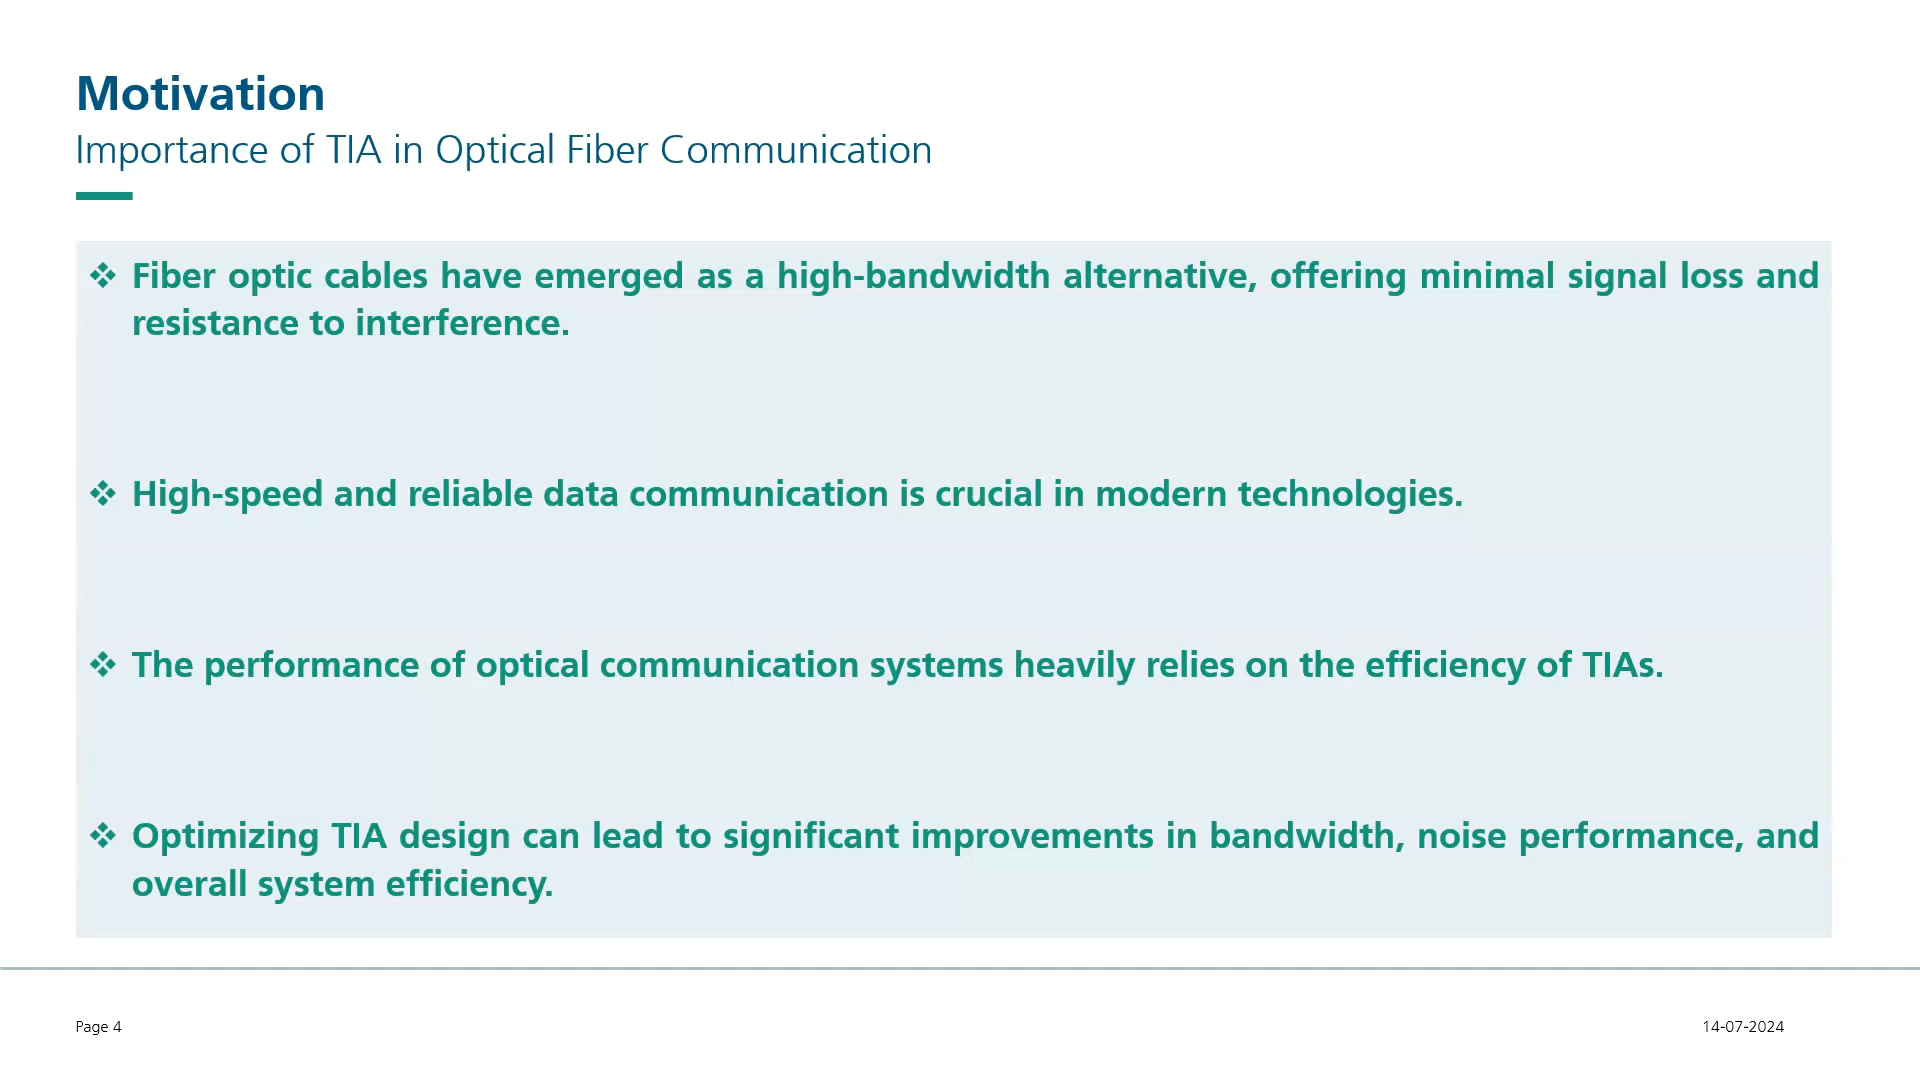 Motivation
Importance of TIA in Optical Fiber Communication
❖ Fiber optic cables have emerged as a high-bandwidth alternative, offering minimal signal loss and
resistance to interference.
❖ High-speed and reliable data communication is crucial in modern technologies.
❖ The performance of optical communication systems heavily relies on the efficiency of TIAs.
❖ Optimizing TIA design can lead to significant improvements in bandwidth, noise performance, and
overall system efficiency.
Page 4
14-07-2024